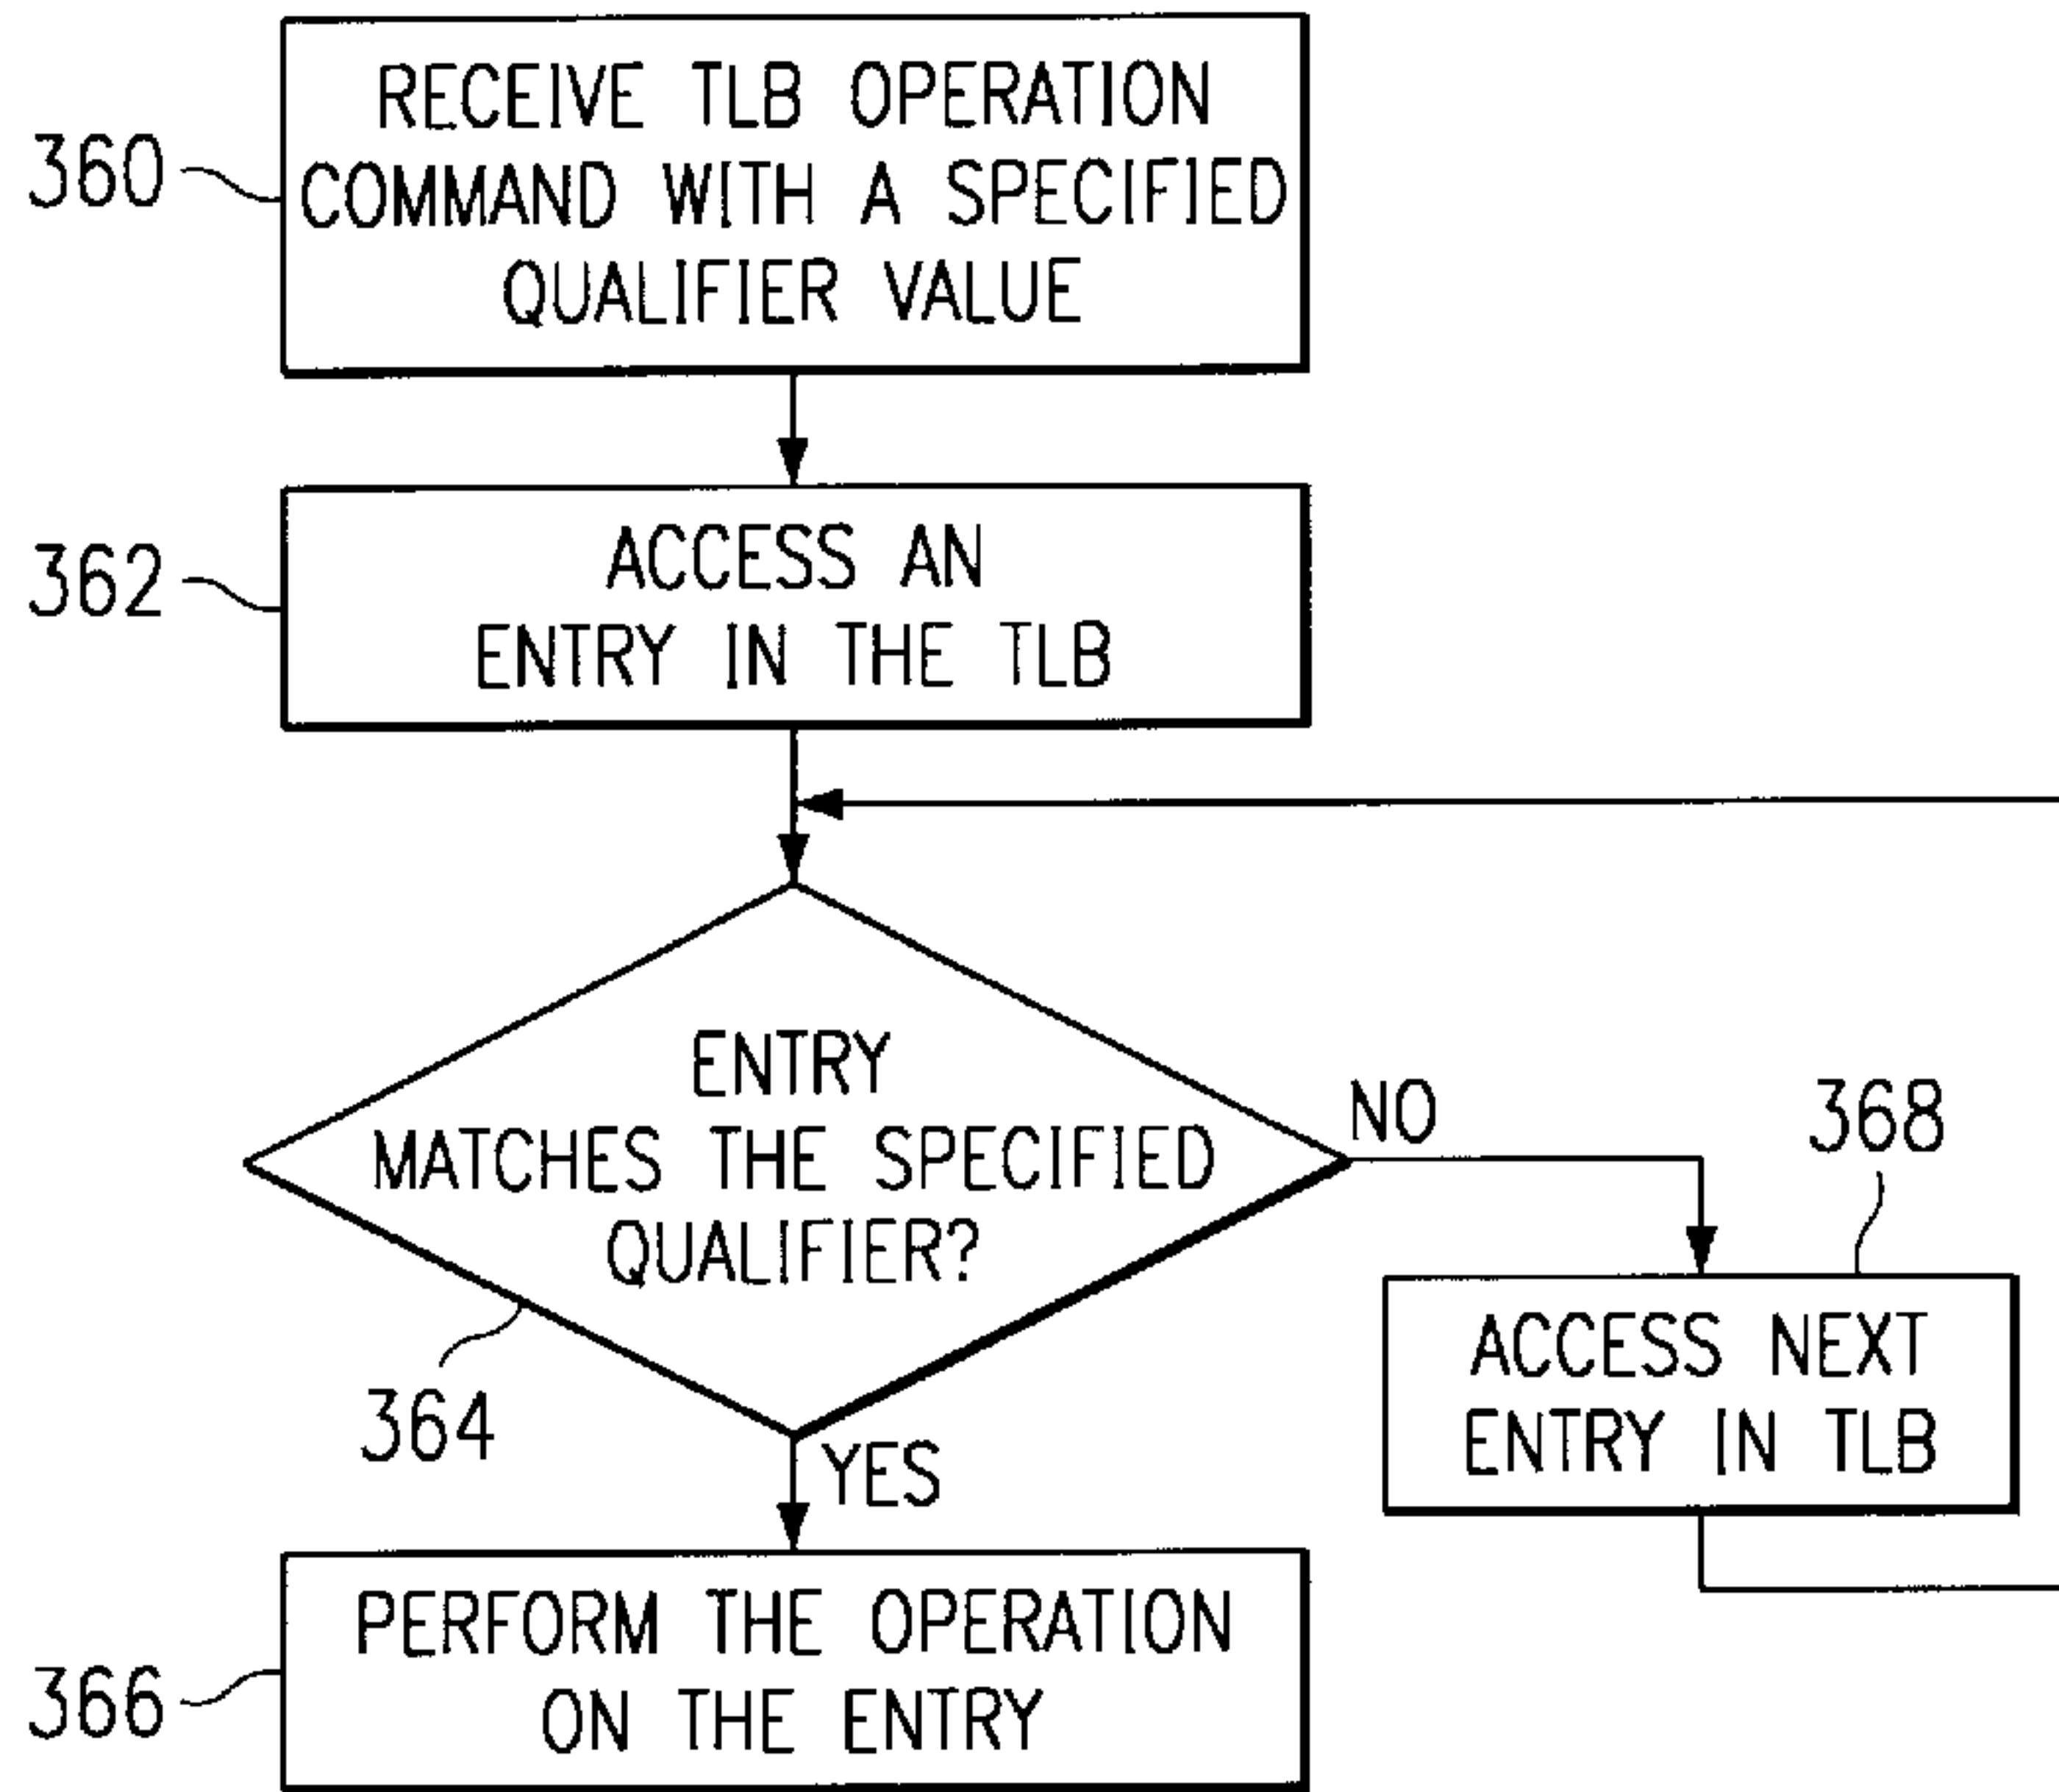 RECEIVE TLB OPERATION
360
COMMAND WITH A SPECIFIED
QUALIFIER VALUE
362
ACCESS AN
ENTRY IN THE TLB
ENTRY
MATCHES THE SPECIFIED
QUALIFIER?
NO
368
364
YES
ACCESS NEXT
ENTRY IN TLB
366
PERFORM THE OPERATION
ON THE ENTRY